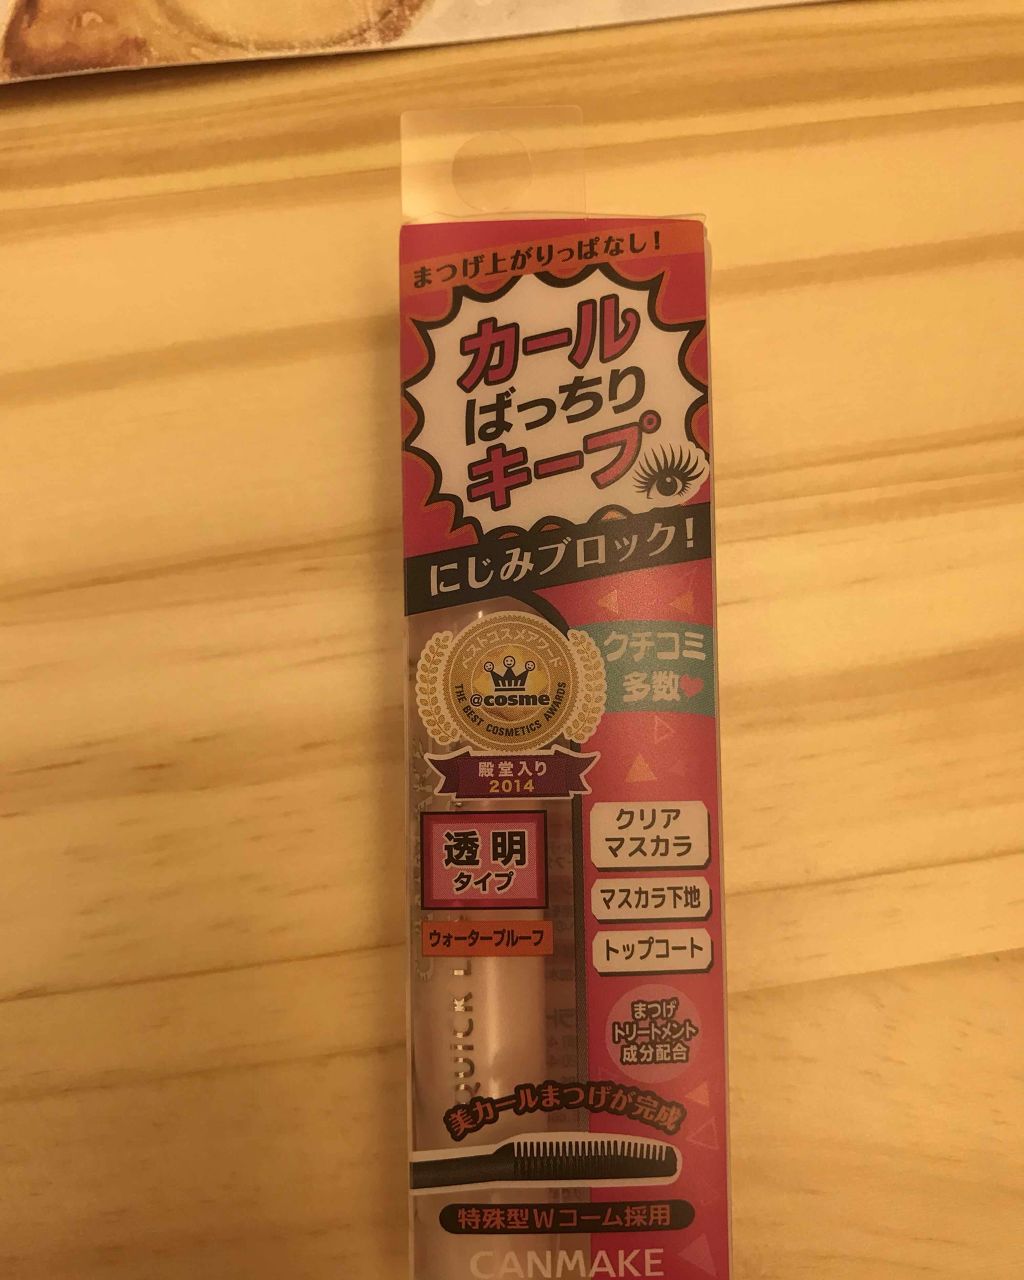 まつげ上がりっぱなし!
カール
ばっちり
キープ
にじみブロック!
ベストコスメアワード
@cosme
THE BEST COSMETICS AWARDS
殿堂入り
2014
クチコミ
多数
透明
タイプ
ウォータープルーフ
クリア
マスカラ
マスカラ下地
トップコート
まつげ
トリートメント
成分配合
QUICK L
美カールまつげが完成
特殊型Wコーム採用
CANMAKE